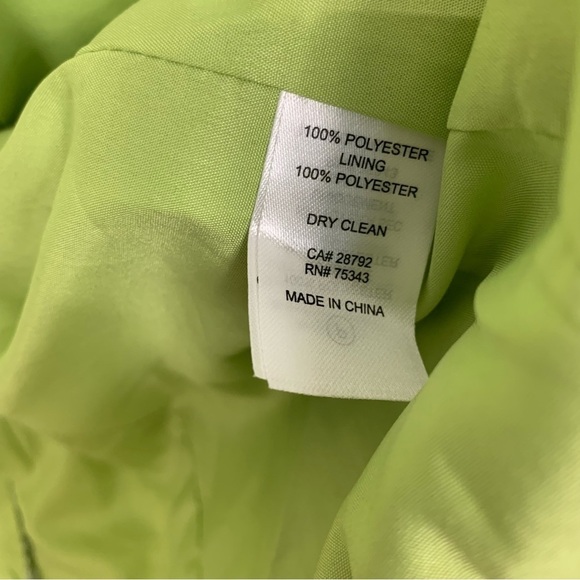 100% POLYESTER
LINING
100% POLYESTER
DRY CLEAN
CA# 28792
RN# 75343
MADE IN CHINA